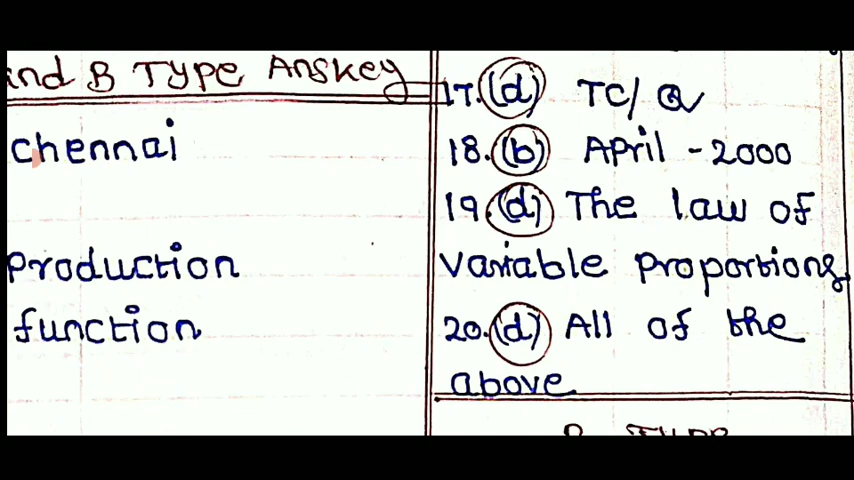 and B Type Anskey
Chennai
Production
function
17. (d) TC/Q
18. (b) April - 2000
19. (d) The law of
variable proportions
20. (d) All of the
above